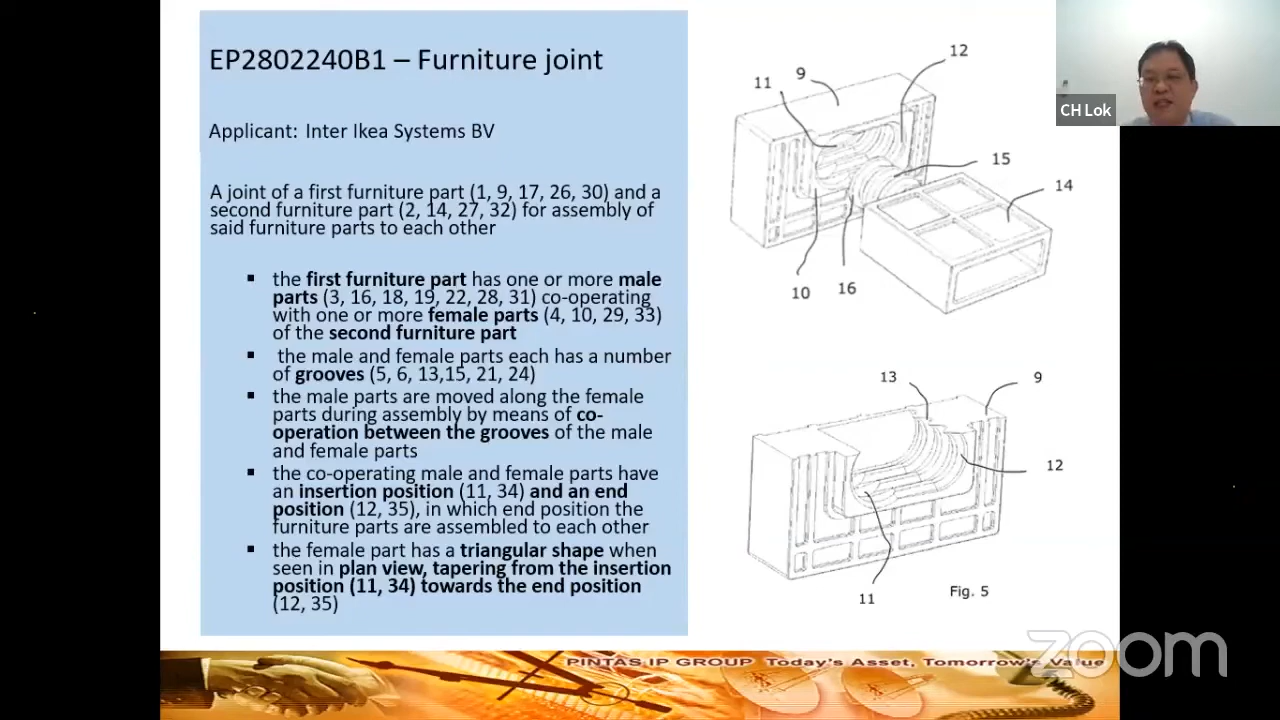 EP2802240B1 – Furniture joint
Applicant: Inter Ikea Systems BV
A joint of a first furniture part (1, 9, 17, 26, 30) and a
second furniture part (2, 14, 27, 32) for assembly of
said furniture parts to each other
▪ the first furniture part has one or more male
parts (3, 16, 18, 19, 22, 28, 31) co-operating
with one or more female parts (4, 10, 29, 33)
of the second furniture part
▪ the male and female parts each has a number
of grooves (5, 6, 13,15, 21, 24)
▪ the male parts are moved along the female
parts during assembly by means of co-
operation between the grooves of the male
and female parts
▪ the co-operating male and female parts have
an insertion position (11, 34) and an end
position (12, 35), in which end position the
furniture parts are assembled to each other
▪ the female part has a triangular shape when
seen in plan view, tapering from the insertion
position (11, 34) towards the end position
(12, 35)
12
9
11
15
14
10
16
13
9
12
11
Fig. 5
CH Lok
PINTAS IP GROUP Today's Asset, Tomorrow's Value
zoom